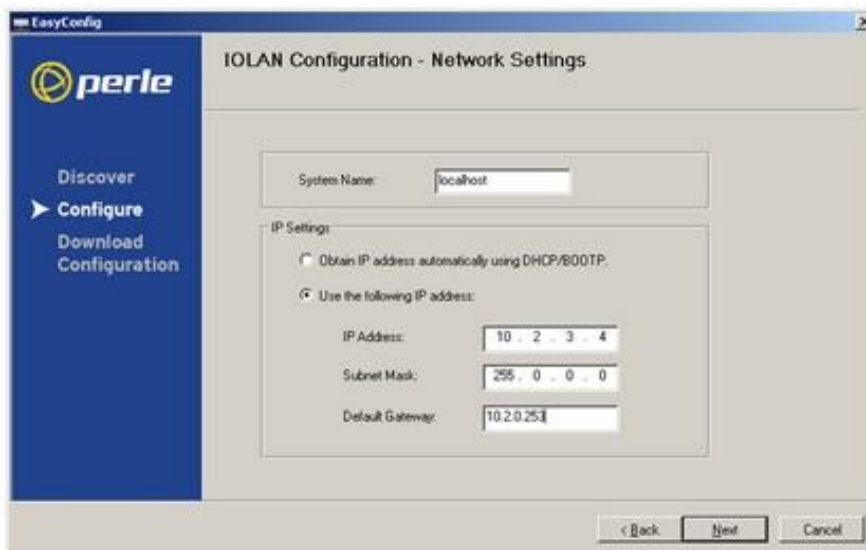 EasyConfig
perle
IOLAN Configuration - Network Settings
Discover
Configure
Download
Configuration
System Name:
localhost
IP Settings
Obtain IP address automatically using DHCP/BOOTP.
Use the following IP address:
IP Address:
10 . 2 . 3 . 4
Subnet Mask:
255 . 0 . 0 . 0
Default Gateway:
10.2.0.253
< Back
Next
Cancel